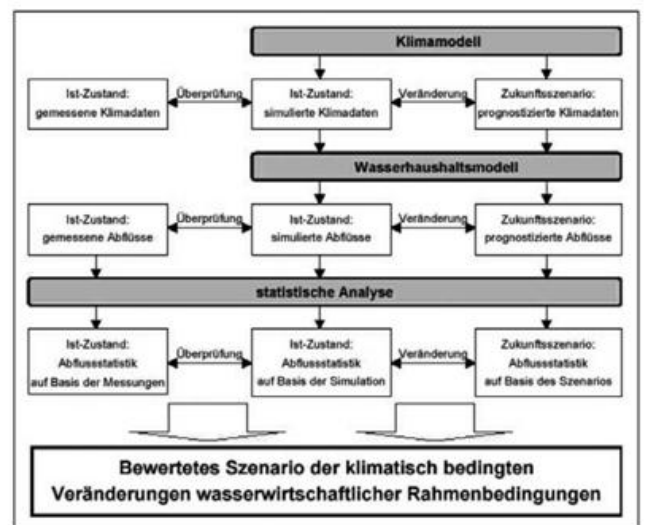 Klimamodell
Ist-Zustand: Überprüfung Ist-Zustand: Veränderung Zukunftsszenario:
gemessene Klimadaten simulierte Klimadaten prognostizierte Klimadaten
Wasserhaushaltsmodell
Ist-Zustand: Überprüfung Ist-Zustand: Veränderung Zukunftsszenario:
gemessene Abflüsse simulierte Abflüsse prognostizierte Abflüsse
statistische Analyse
Ist-Zustand: Ist-Zustand: Zukunftsszenario:
Abflussstatistik Überprüfung Abflussstatistik Veränderung Abflussstatistik
auf Basis der Messungen auf Basis der Simulation auf Basis des Szenarios
Bewertetes Szenario der klimatisch bedingten
Veränderungen wasserwirtschaftlicher Rahmenbedingungen